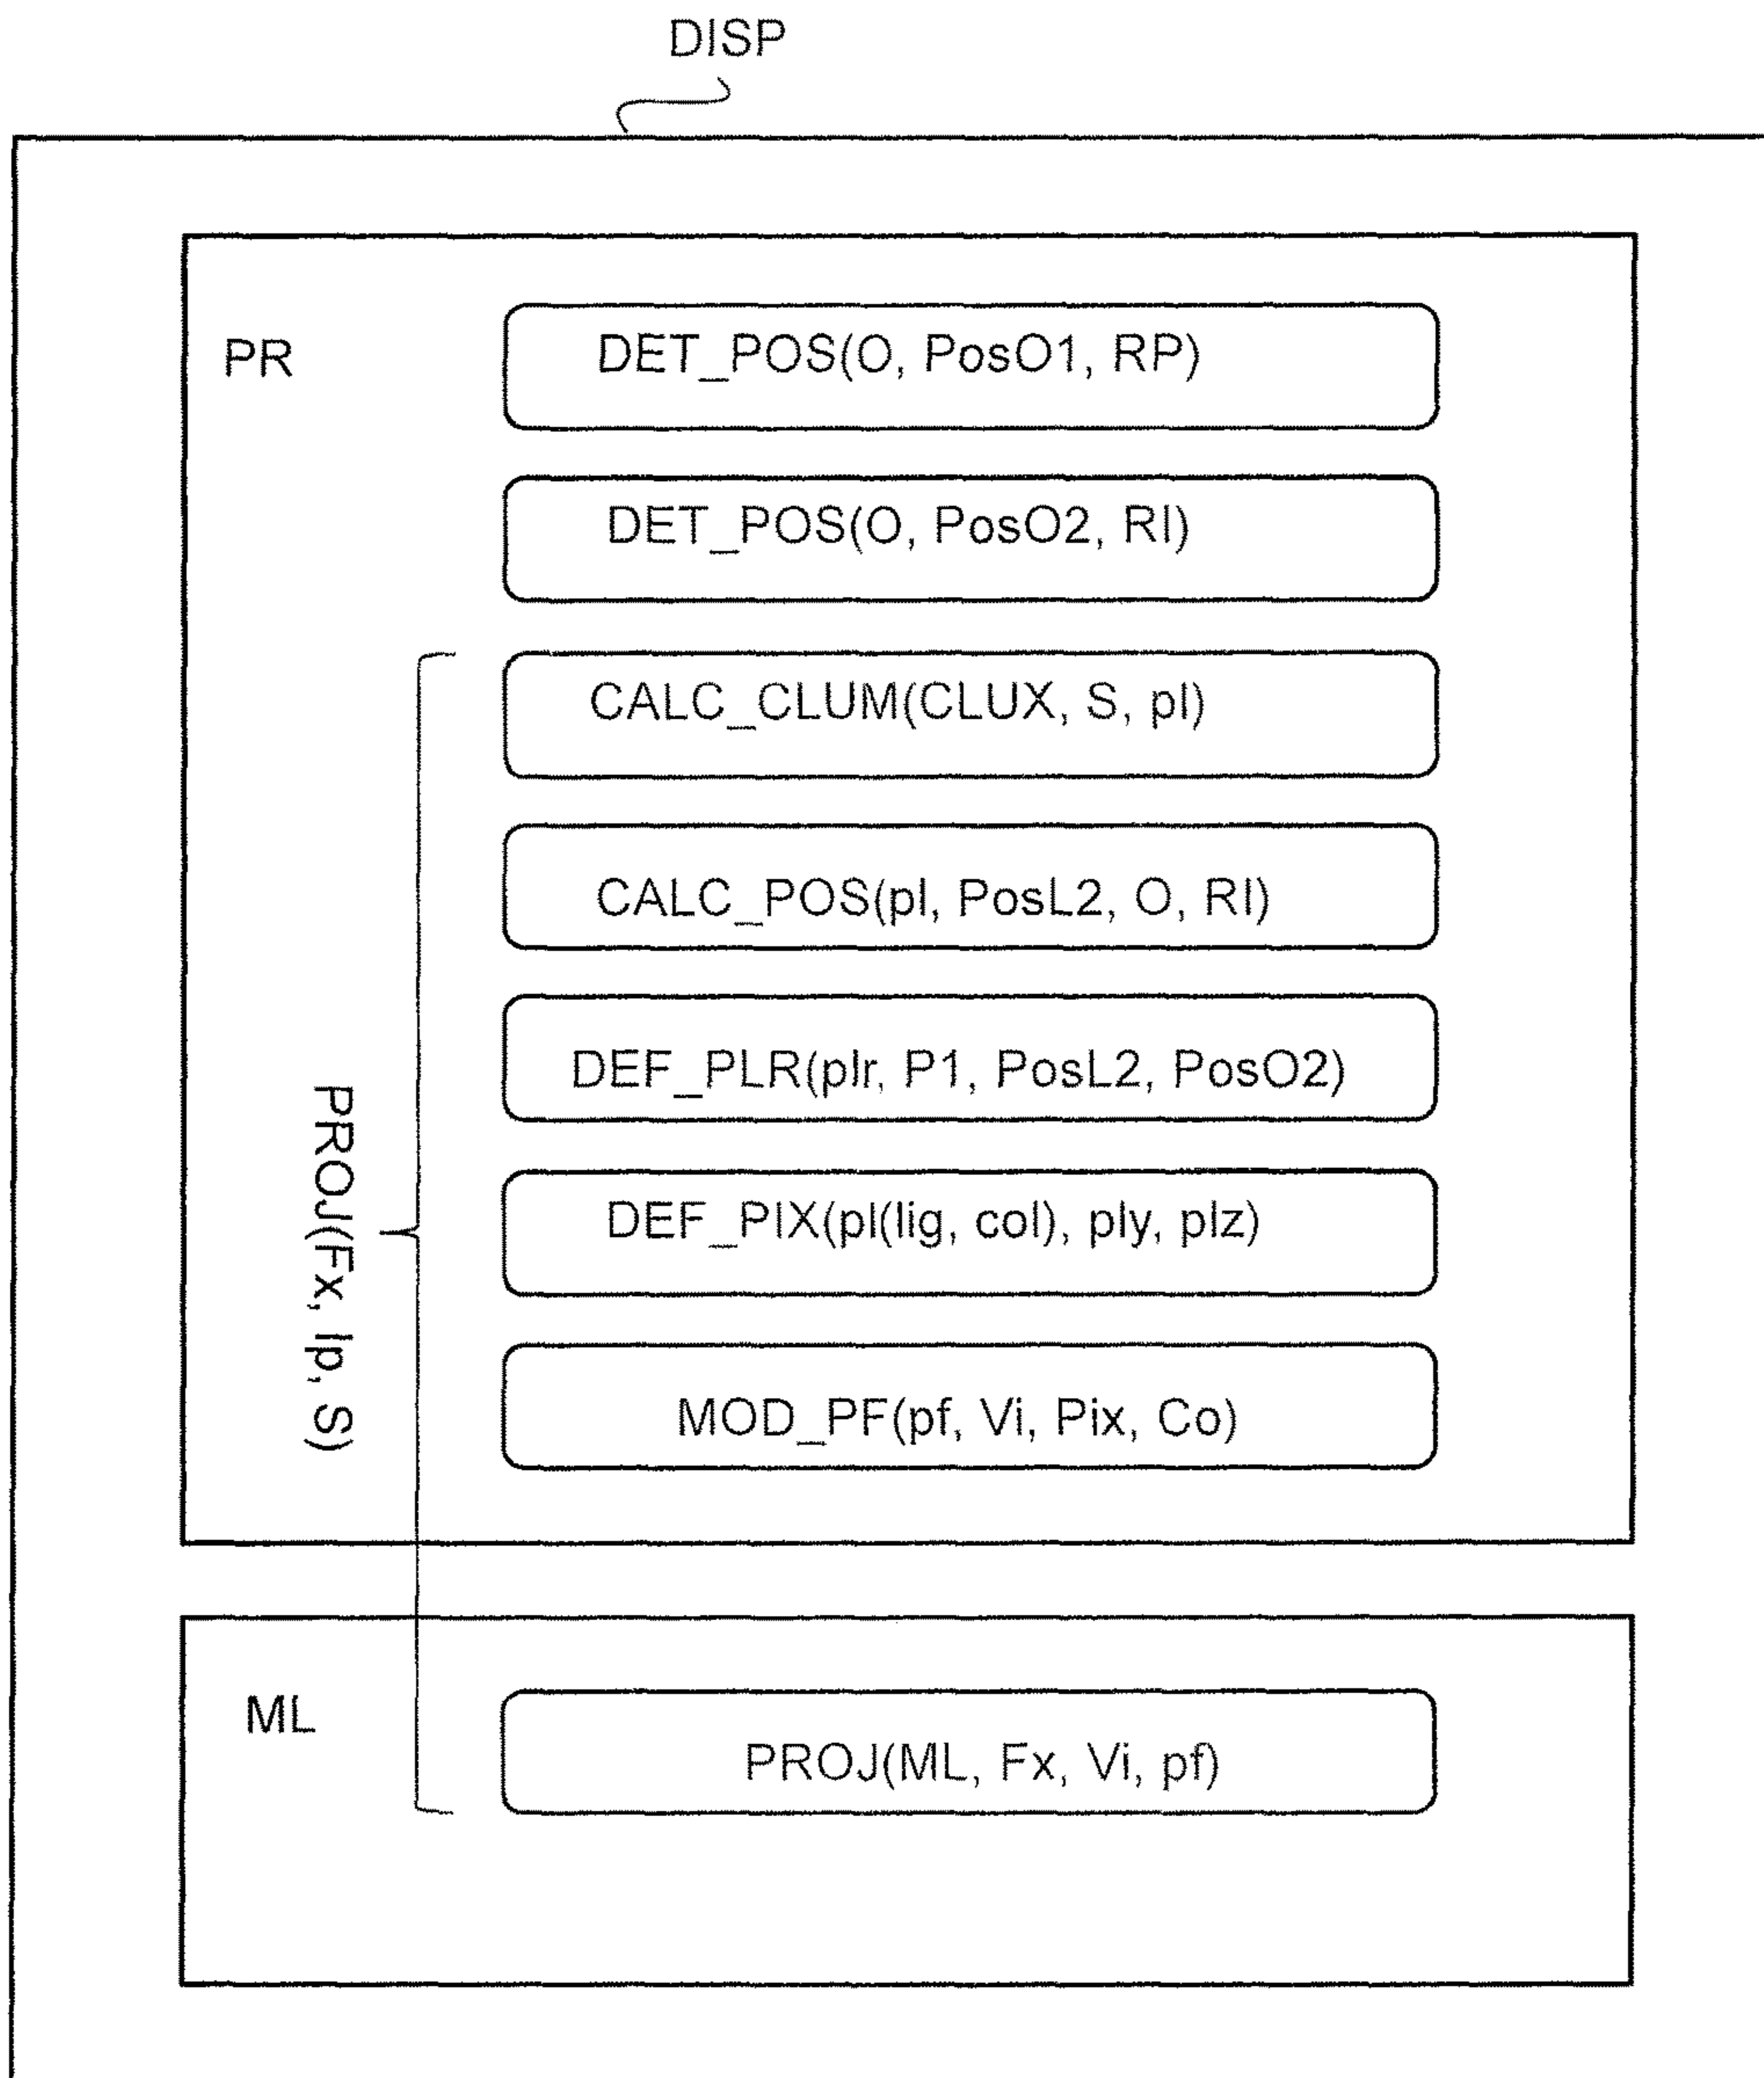 DISP
PR
DET_POS(O, PosO1, RP)
DET_POS(O, PosO2, RI)
CALC_CLUM(CLUX, S, pl)
CALC_POS(pl, PosL2, O, RI)
DEF_PLR(plr, P1, PosL2, PosO2)
DEF_PIX(pl(lig, col), ply, plz)
MOD_PF(pf, Vi, Pix, Co)
PROJ(Fx, Ip, S)
ML
PROJ(ML, Fx, Vi, pf)